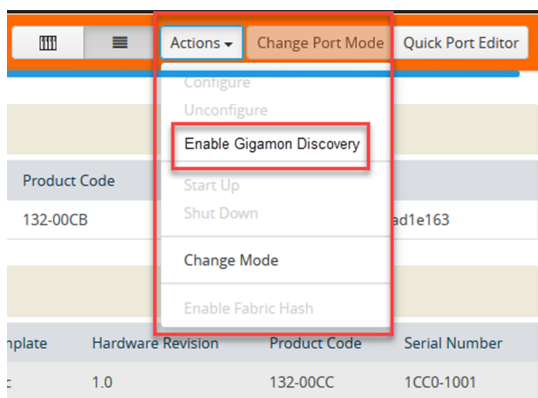 Actions Change Port Mode Quick Port Editor
Configure
Unconfigure
Enable Gigamon Discovery
Product Code
Start Up
132-00CB Shut Down ad1e163
Change Mode
Enable Fabric Hash
nplate Hardware Revision Product Code Serial Number
c 1.0 132-00CC 1CC0-1001